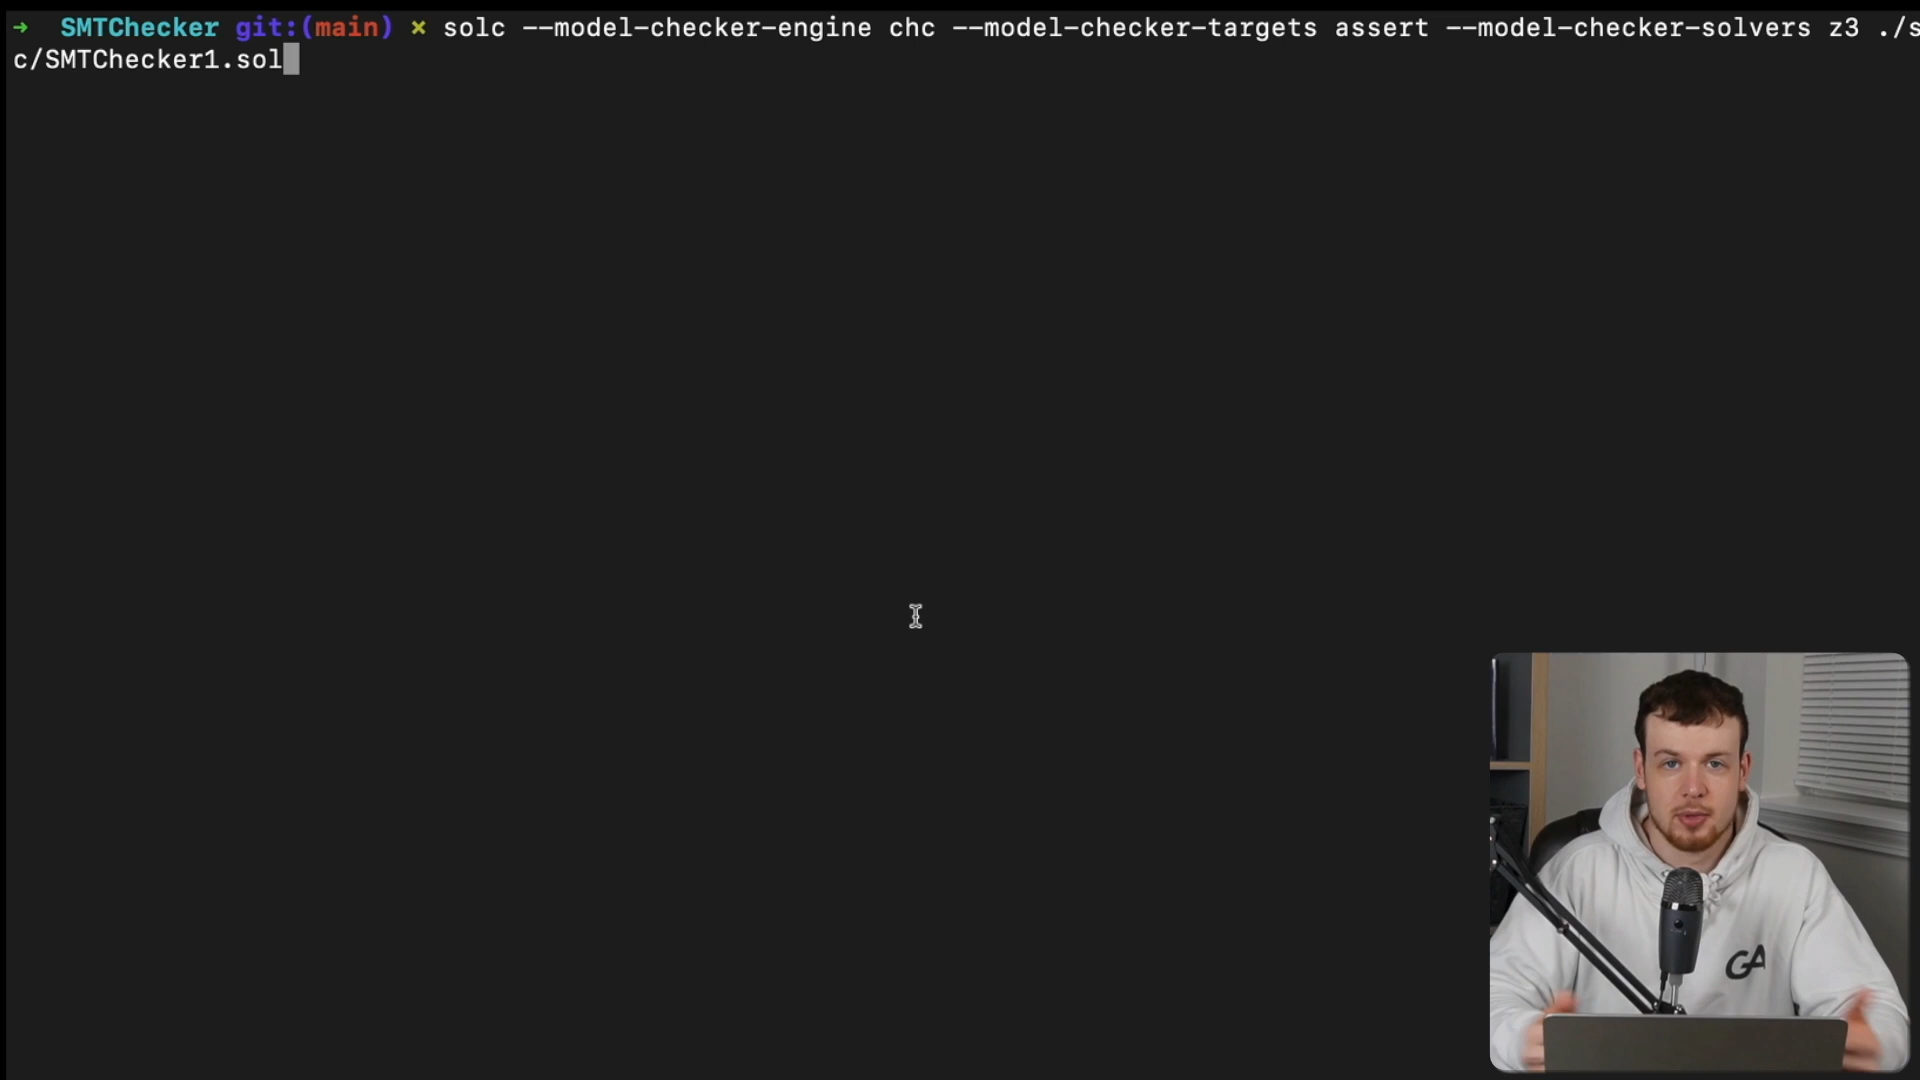 → SMTChecker git:(main) × solc --model-checker-engine chc --model-checker-targets assert --model-checker-solvers z3 ./s
c/SMTChecker1.sol
GA